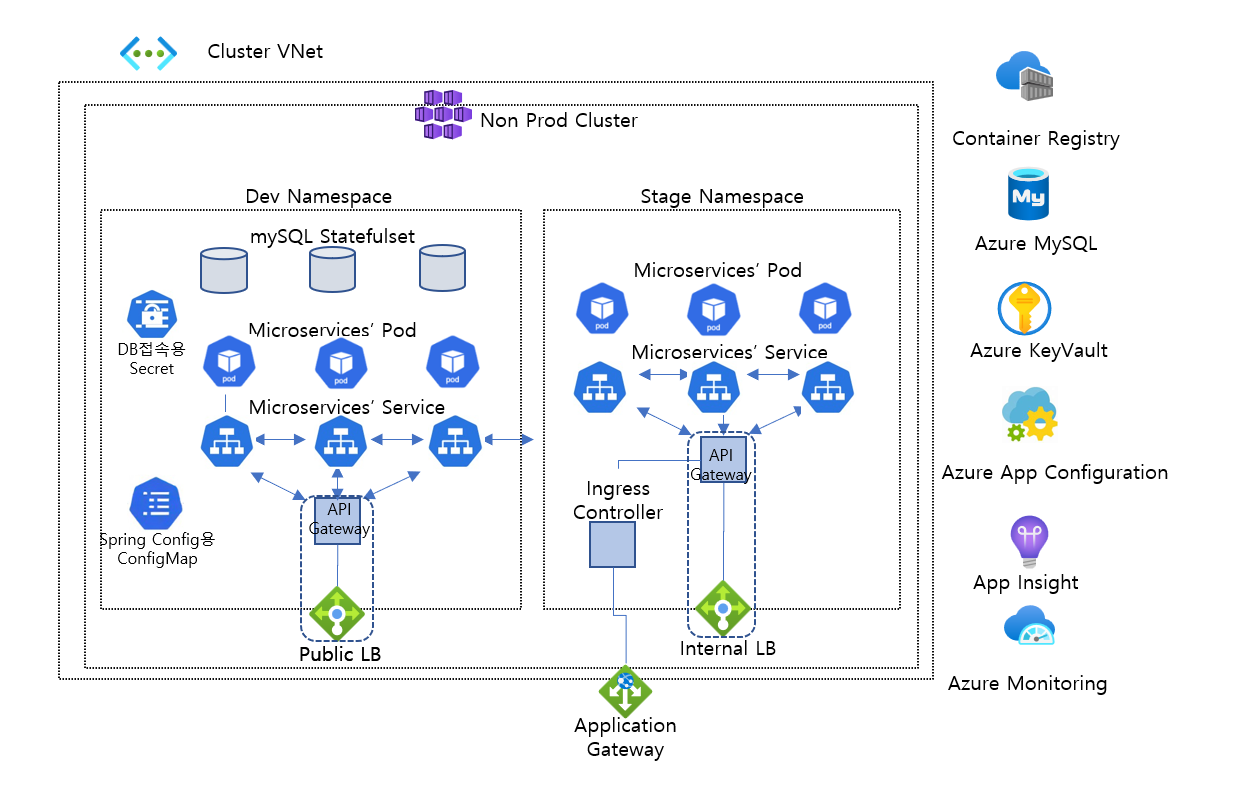 Cluster VNet
Non Prod Cluster
Dev Namespace
mySQL Statefulset
DB접속용
Secret
Microservices’ Pod
pod
pod
pod
Microservices’ Service
Spring Config용
ConfigMap
API
Gateway
Public LB
Stage Namespace
Microservices’ Pod
pod
pod
pod
Microservices’ Service
API
Gateway
Ingress
Controller
Internal LB
Application
Gateway
Container Registry
My
Azure MySQL
Azure KeyVault
Azure App Configuration
App Insight
Azure Monitoring